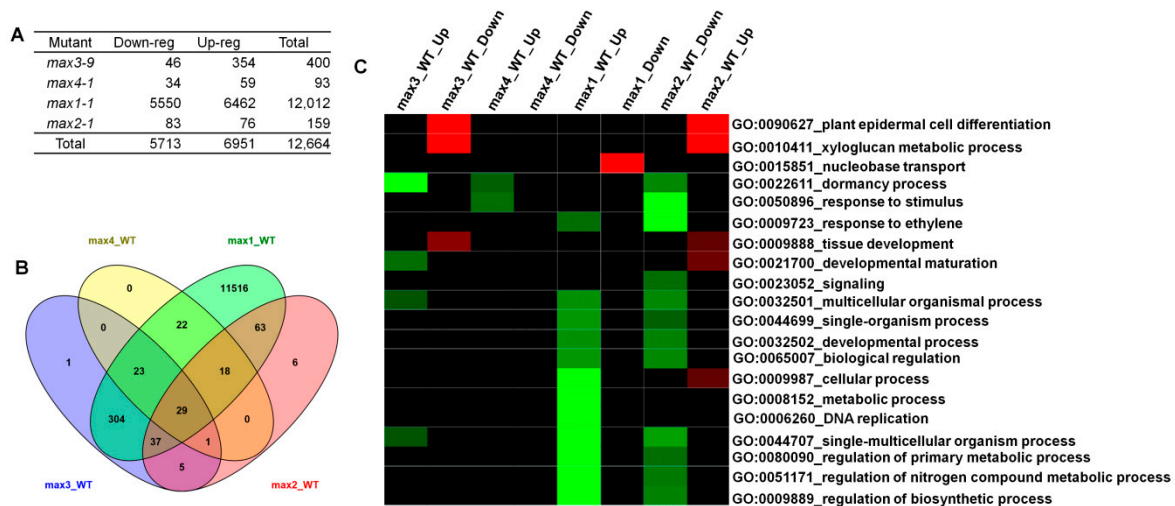 A
Mutant Down-reg Up-reg Total
max3-9 46 354 400
max4-1 34 59 93
max1-1 5550 6462 12,012
max2-1 83 76 159
Total 5713 6951 12,664
B
max4_WT max1_WT
0 11516
0 22 63
1 23 18 6
29
304 0
37 1
5
max3_WT max2_WT
C
max3_WT_Up
max3_WT_Down
max4_WT_Up
max4_WT_Down
max1_WT_Up
max1_Down
max2_WT_Down
max2_WT_Up
GO:0090627_plant epidermal cell differentiation
GO:0010411_xyloglucan metabolic process
GO:0015851_nucleobase transport
GO:0022611_dormancy process
GO:0050896_response to stimulus
GO:0009723_response to ethylene
GO:0009888_tissue development
GO:0021700_developmental maturation
GO:0023052_signaling
GO:0032501_multicellular organismal process
GO:0044699_single-organism process
GO:0032502_developmental process
GO:0065007_biological regulation
GO:0009987_cellular process
GO:0008152_metabolic process
GO:0006260_DNA replication
GO:0044707_single-multicellular organism process
GO:0080090_regulation of primary metabolic process
GO:0051171_regulation of nitrogen compound metabolic process
GO:0009889_regulation of biosynthetic process